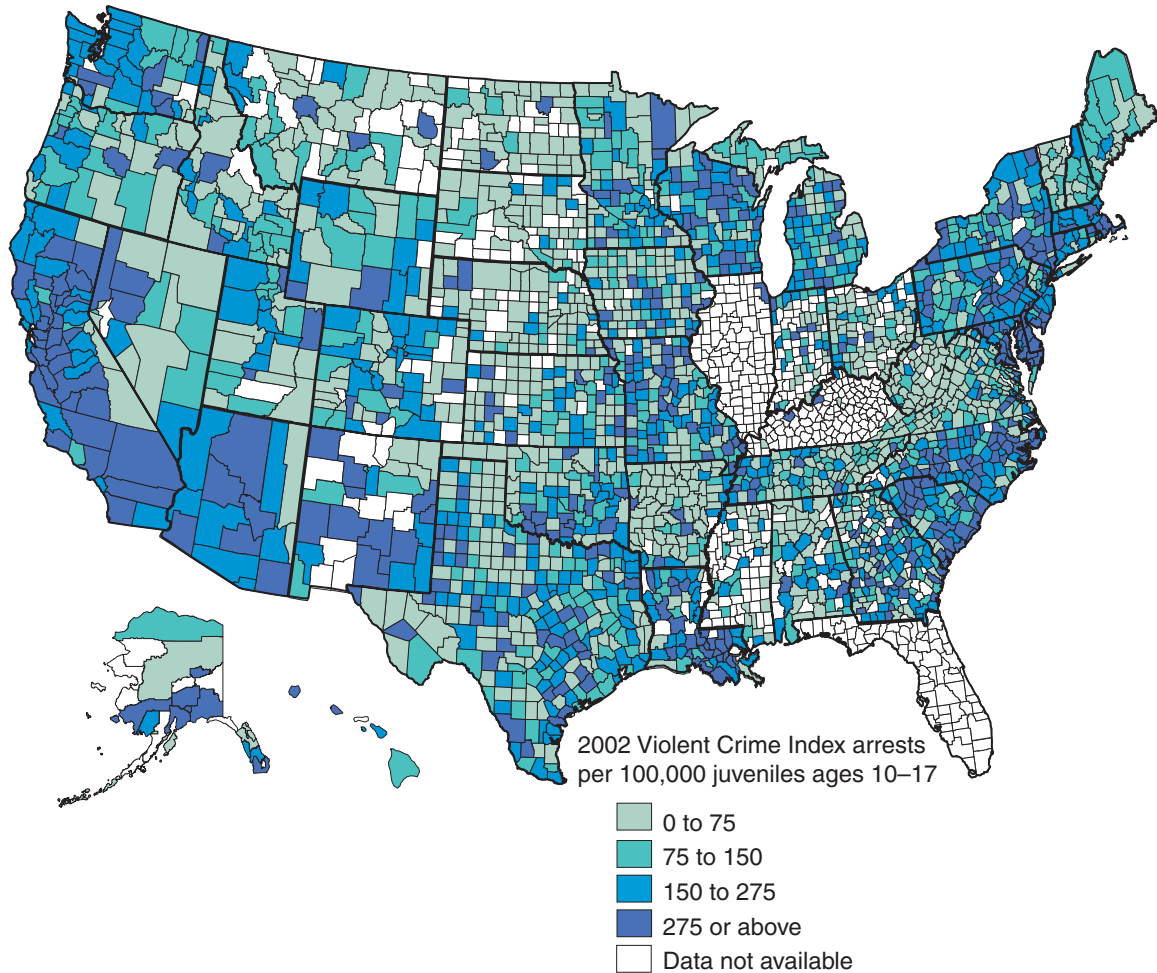 2002 Violent Crime Index arrests
per 100,000 juveniles ages 10–17
0 to 75
75 to 150
150 to 275
275 or above
Data not available